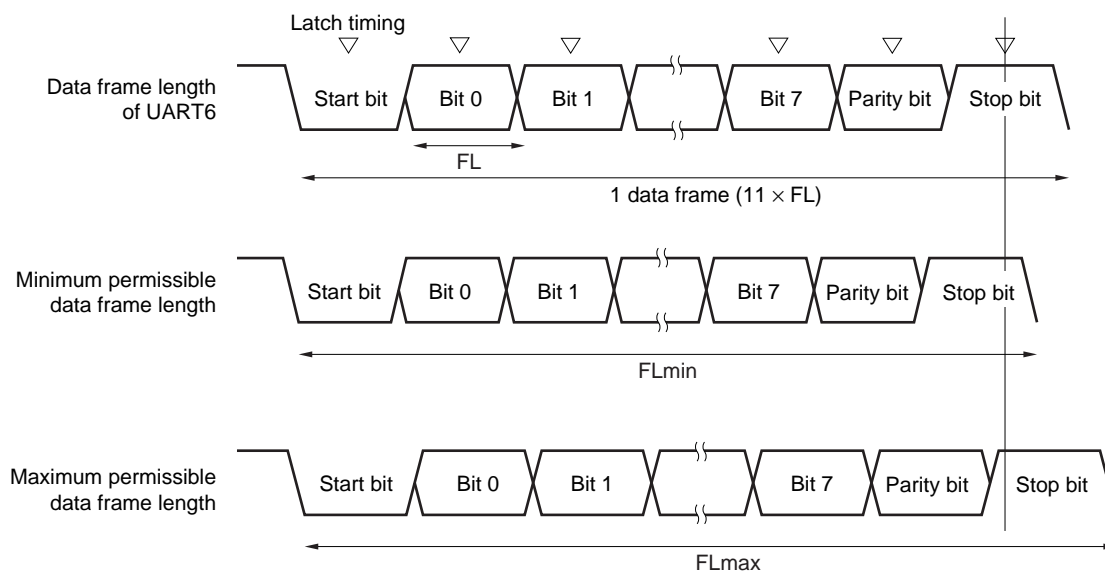 Latch timing
Data frame length
of UART6
Start bit
Bit 0
Bit 1
Bit 7
Parity bit
Stop bit
FL
1 data frame (11 × FL)
Minimum permissible
data frame length
Start bit
Bit 0
Bit 1
Bit 7
Parity bit
Stop bit
FLmin
Maximum permissible
data frame length
Start bit
Bit 0
Bit 1
Bit 7
Parity bit
Stop bit
FLmax